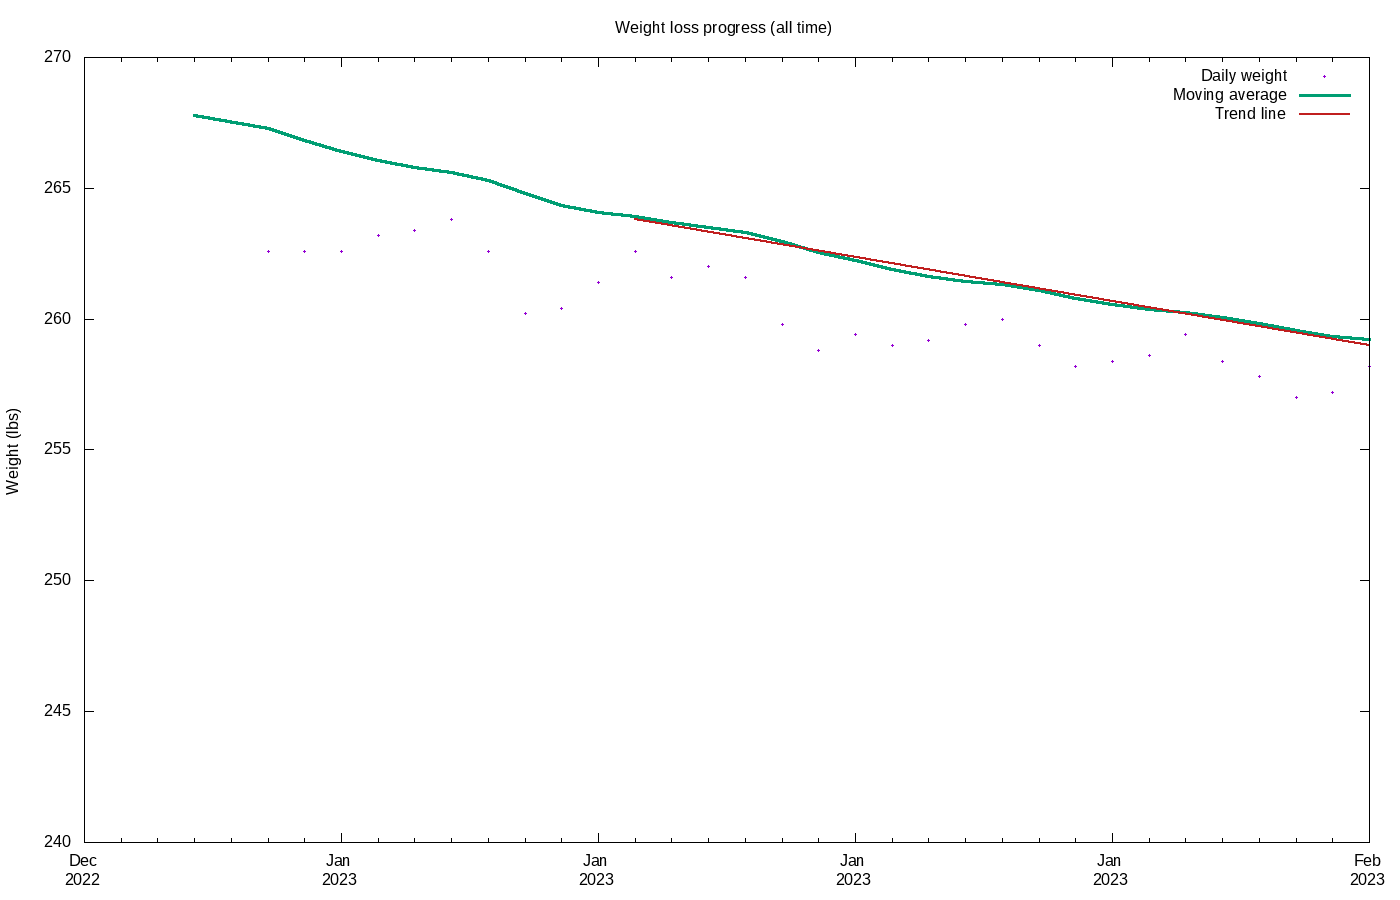 Weight loss progress (all time)
270
265
260
255
250
245
240
Weight (lbs)
Daily weight
Moving average
Trend line
Dec Jan Jan Jan Jan Feb
2022 2023 2023 2023 2023 2023